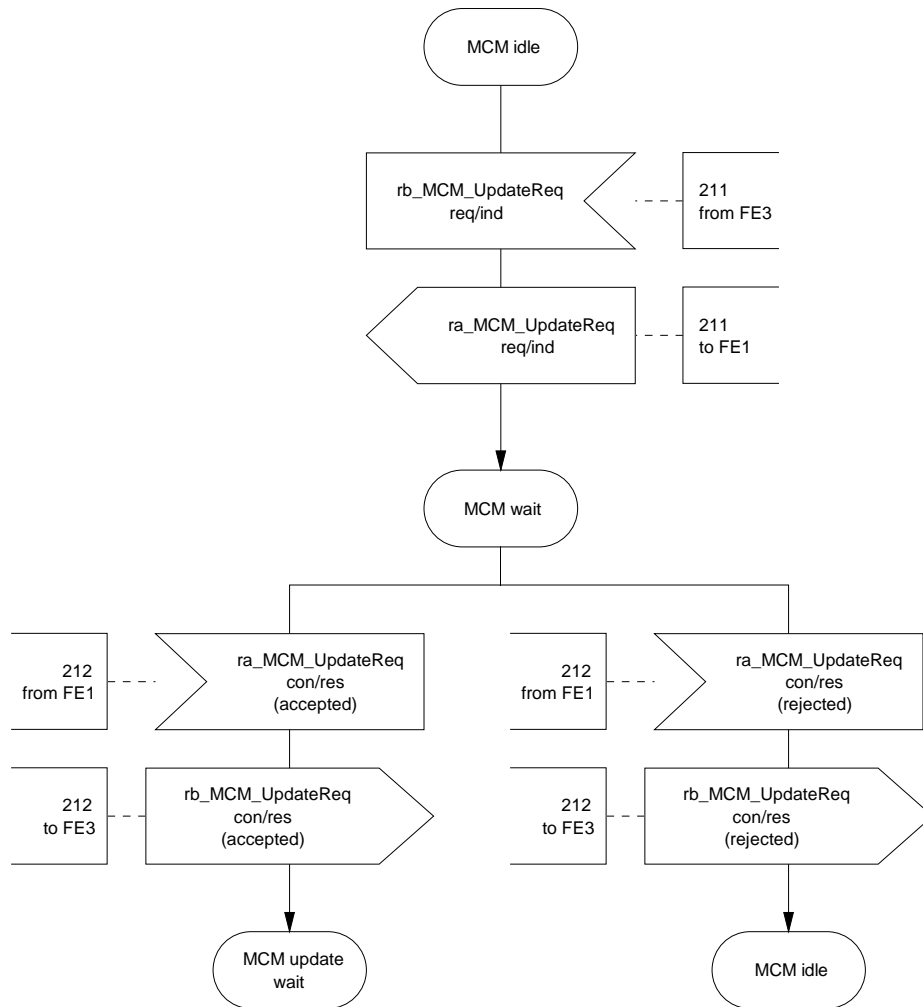 MCM idle
rb_MCM_UpdateReq
req/ind
211
from FE3
ra_MCM_UpdateReq
req/ind
211
to FE1
MCM wait
212
from FE1
ra_MCM_UpdateReq
con/res
(accepted)
212
from FE1
ra_MCM_UpdateReq
con/res
(rejected)
212
to FE3
rb_MCM_UpdateReq
con/res
(accepted)
212
to FE3
rb_MCM_UpdateReq
con/res
(rejected)
MCM update
wait
MCM idle